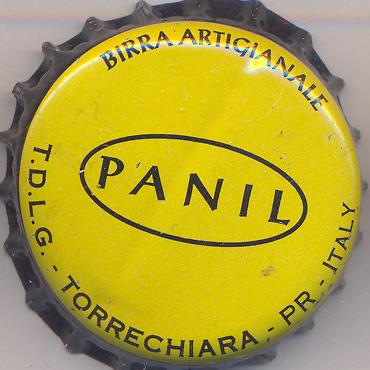 BIRRA ARTIGIANALE
PANIL
T.D.L.G. - TORRECHIARA - PR - ITALY